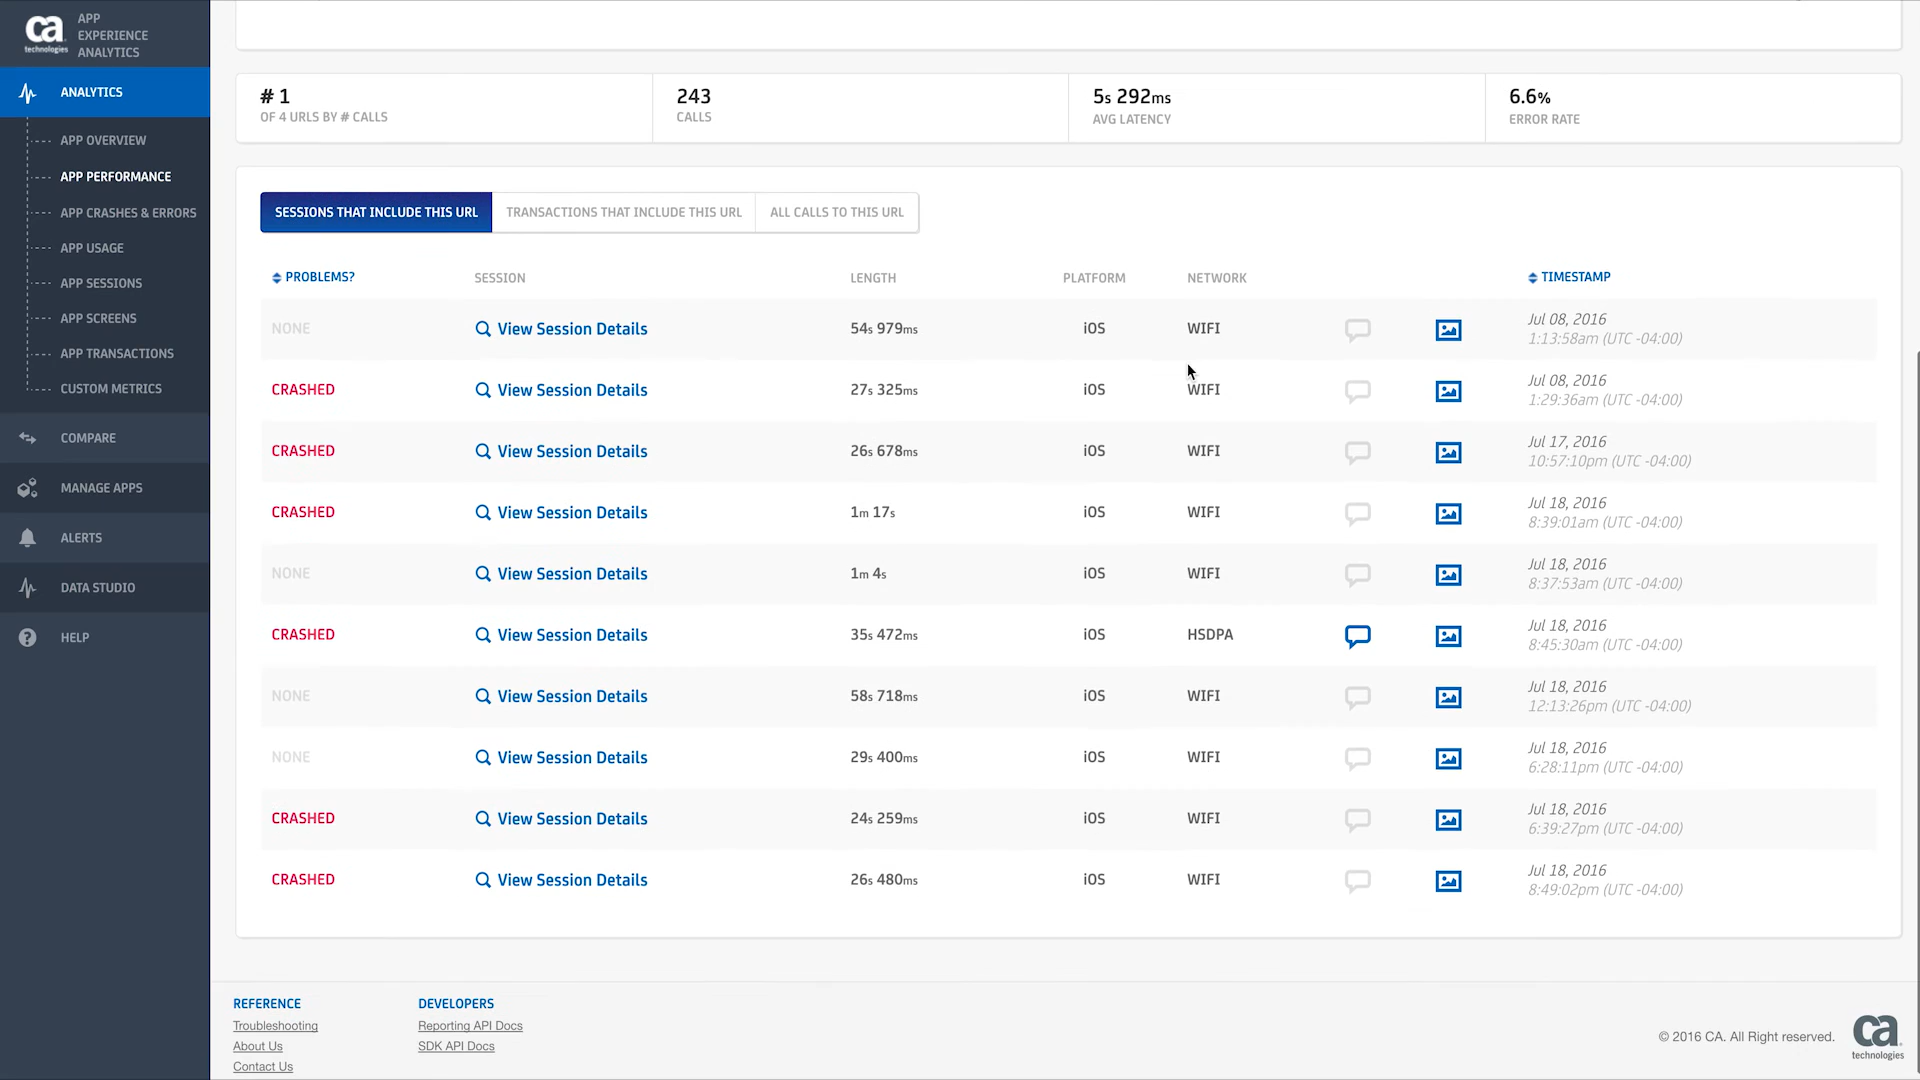 ca
technologies
APP
EXPERIENCE
ANALYTICS
ANALYTICS
APP OVERVIEW
APP PERFORMANCE
APP CRASHES & ERRORS
APP USAGE
APP SESSIONS
APP SCREENS
APP TRANSACTIONS
CUSTOM METRICS
COMPARE
MANAGE APPS
ALERTS
DATA STUDIO
HELP
# 1
OF 4 URLS BY # CALLS
243
CALLS
5s 292ms
AVG LATENCY
6.6%
ERROR RATE
SESSIONS THAT INCLUDE THIS URL TRANSACTIONS THAT INCLUDE THIS URL ALL CALLS TO THIS URL
PROBLEMS? SESSION LENGTH PLATFORM NETWORK TIMESTAMP
NONE View Session Details 54s 979ms iOS WIFI Jul 08, 2016
1:13:58am (UTC -04:00)
CRASHED View Session Details 27s 325ms iOS WIFI Jul 08, 2016
1:29:36am (UTC -04:00)
CRASHED View Session Details 26s 678ms iOS WIFI Jul 17, 2016
10:57:10pm (UTC -04:00)
CRASHED View Session Details 1m 17s iOS WIFI Jul 18, 2016
8:39:01am (UTC -04:00)
NONE View Session Details 1m 4s iOS WIFI Jul 18, 2016
8:37:53am (UTC -04:00)
CRASHED View Session Details 35s 472ms iOS HSDPA Jul 18, 2016
8:45:30am (UTC -04:00)
NONE View Session Details 58s 718ms iOS WIFI Jul 18, 2016
12:13:26pm (UTC -04:00)
NONE View Session Details 29s 400ms iOS WIFI Jul 18, 2016
6:28:11pm (UTC -04:00)
CRASHED View Session Details 24s 259ms iOS WIFI Jul 18, 2016
6:39:27pm (UTC -04:00)
CRASHED View Session Details 26s 480ms iOS WIFI Jul 18, 2016
8:49:02pm (UTC -04:00)
REFERENCE
Troubleshooting
About Us
Contact Us
DEVELOPERS
Reporting API Docs
SDK API Docs
© 2016 CA. All Right reserved.
ca
technologies